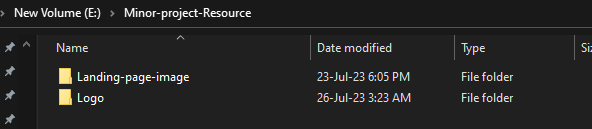 New Volume (E:) > Minor-project-Resource
Name Date modified Type Si
Landing-page-image 23-Jul-23 6:05 PM File folder
Logo 26-Jul-23 3:23 AM File folder